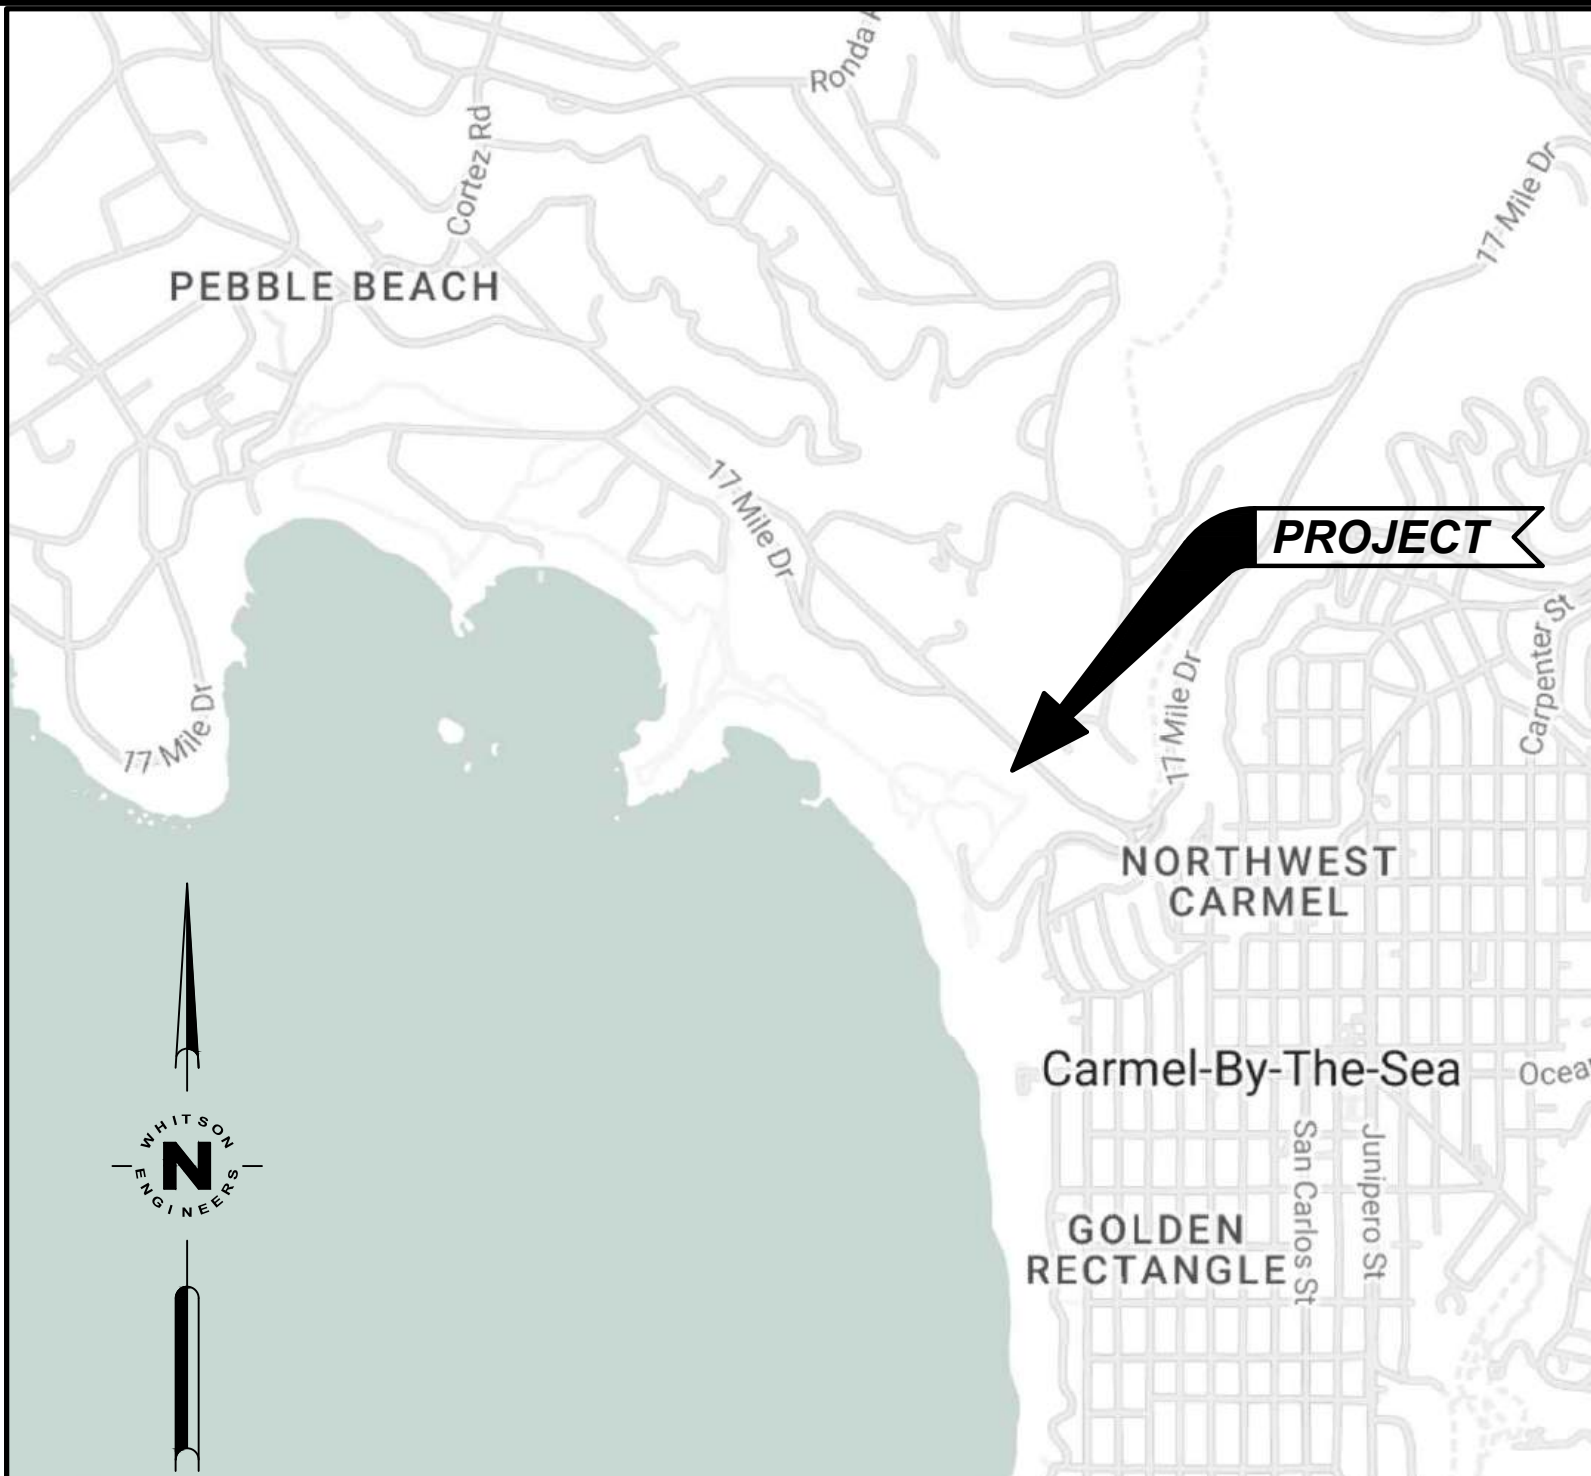 Ronda
Cortez Rd
17 Mile Dr
PEBBLE BEACH
17 Mile Dr
PROJECT
Carpenter St
17 Mile Dr
17 Mile Dr
NORTHWEST
CARMEL
Carmel-By-The-Sea
WHITSON
N
ENGINEERS
San Carlos St
Junipero St
GOLDEN
RECTANGLE